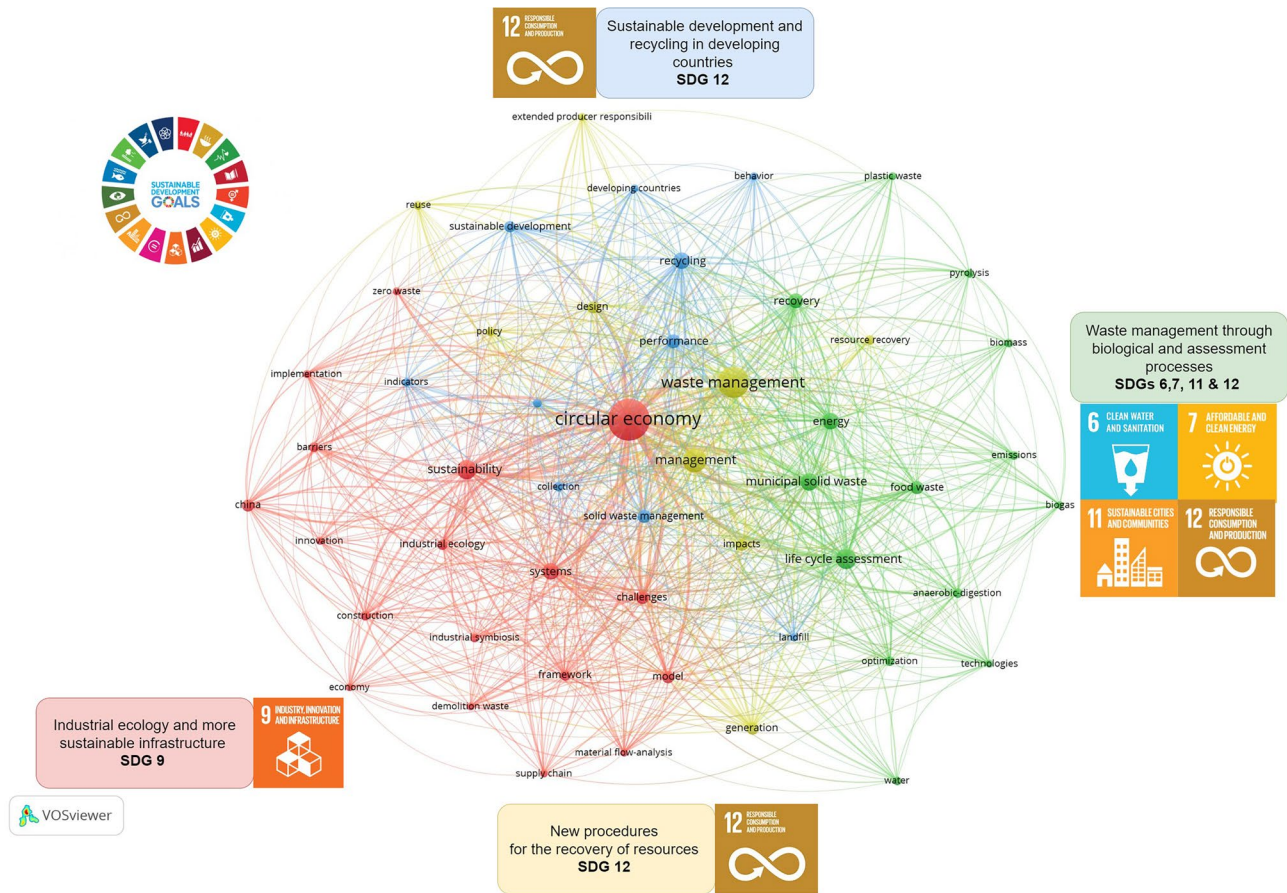 12 RESPONSIBLE
CONSUMPTION
AND PRODUCTION
Sustainable development and
recycling in developing
countries
SDG 12
SUSTAINABLE
DEVELOPMENT
GOALS
extended producer responsibili
behavior
plastic waste
developing countries
reuse
sustainable development
recycling
pyrolysis
zero waste
recovery
design
policy
performance
resource recovery
biomass
implementation
indicators
waste management
circular economy
energy
barriers
management
emissions
sustainability
municipal solid waste
collection
food waste
china
biogas
solid waste management
innovation
industrial ecology
impacts
life cycle assessment
systems
challenges
anaerobic-digestion
construction
industrial symbiosis
landfill
optimization
technologies
framework
model
economy
demolition waste
generation
material flow-analysis
supply chain
water
Waste management through
biological and assessment
processes
SDGs 6,7, 11 & 12
6 CLEAN WATER
AND SANITATION
7 AFFORDABLE AND
CLEAN ENERGY
11 SUSTAINABLE CITIES
AND COMMUNITIES
12 RESPONSIBLE
CONSUMPTION
AND PRODUCTION
Industrial ecology and more
sustainable infrastructure
SDG 9
9 INDUSTRY, INNOVATION
AND INFRASTRUCTURE
VOSviewer
New procedures
for the recovery of resources
SDG 12
12 RESPONSIBLE
CONSUMPTION
AND PRODUCTION